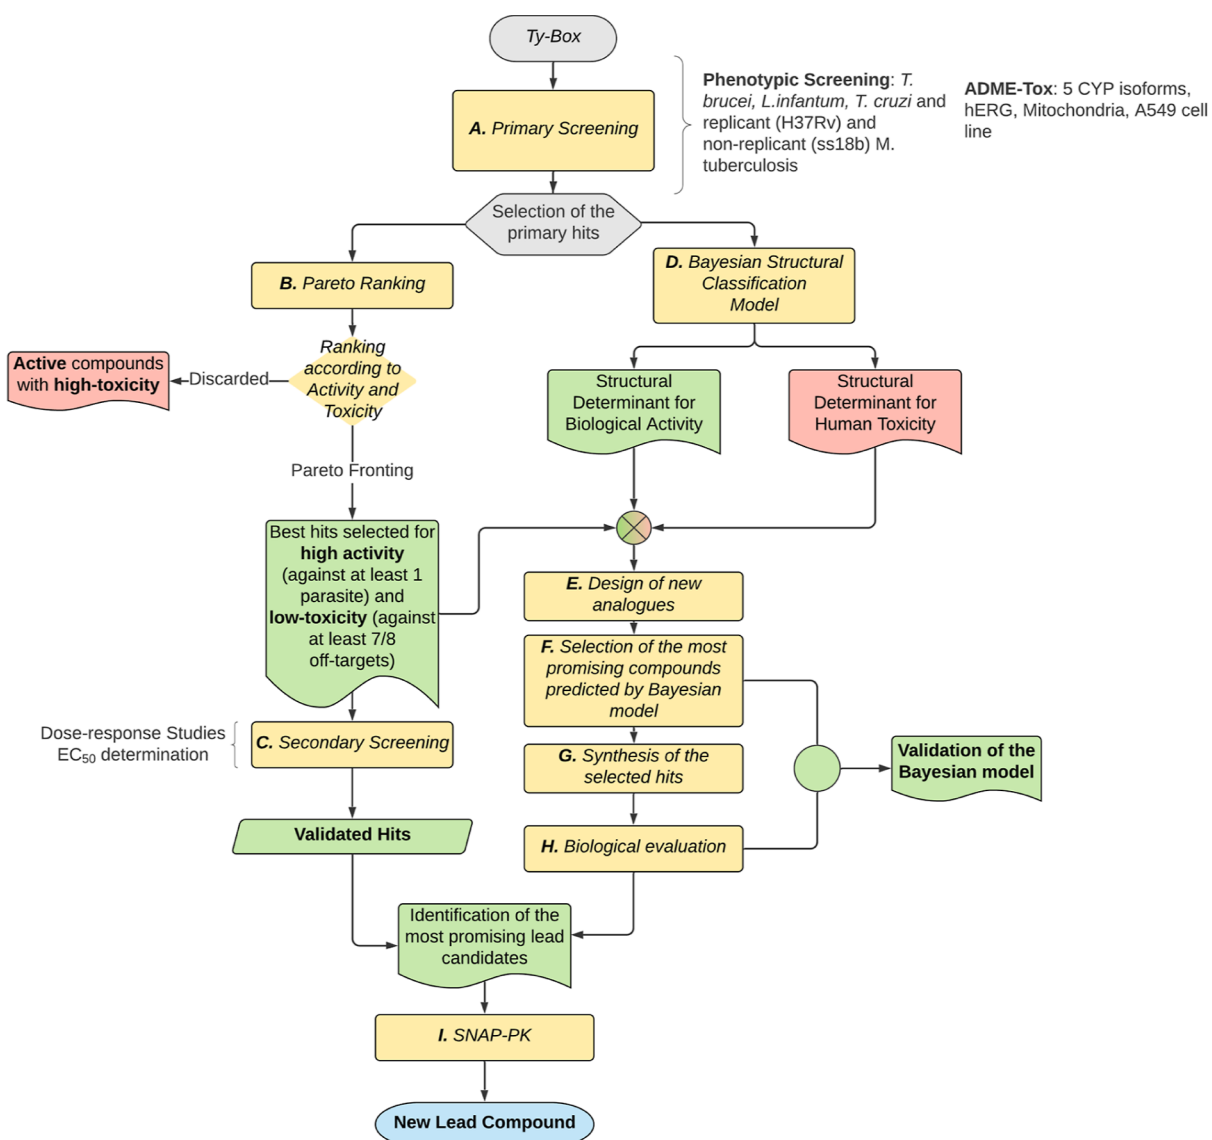 Ty-Box
A. Primary Screening
Phenotypic Screening: T.
brucei, L.infantum, T. cruzi and
replicant (H37Rv) and
non-replicant (ss18b) M.
tuberculosis
ADME-Tox: 5 CYP isoforms,
hERG, Mitochondria, A549 cell
line
Selection of the
primary hits
B. Pareto Ranking
D. Bayesian Structural
Classification
Model
Ranking
according to
Activity and
Toxicity
Discarded
Active compounds
with high-toxicity
Structural
Determinant for
Biological Activity
Structural
Determinant for
Human Toxicity
Pareto Fronting
Best hits selected for
high activity
(against at least 1
parasite) and
low-toxicity (against
at least 7/8
off-targets)
E. Design of new
analogues
F. Selection of the most
promising compounds
predicted by Bayesian
model
Dose-response Studies
EC50 determination
C. Secondary Screening
G. Synthesis of the
selected hits
Validation of the
Bayesian model
Validated Hits
H. Biological evaluation
Identification of the
most promising lead
candidates
I. SNAP-PK
New Lead Compound